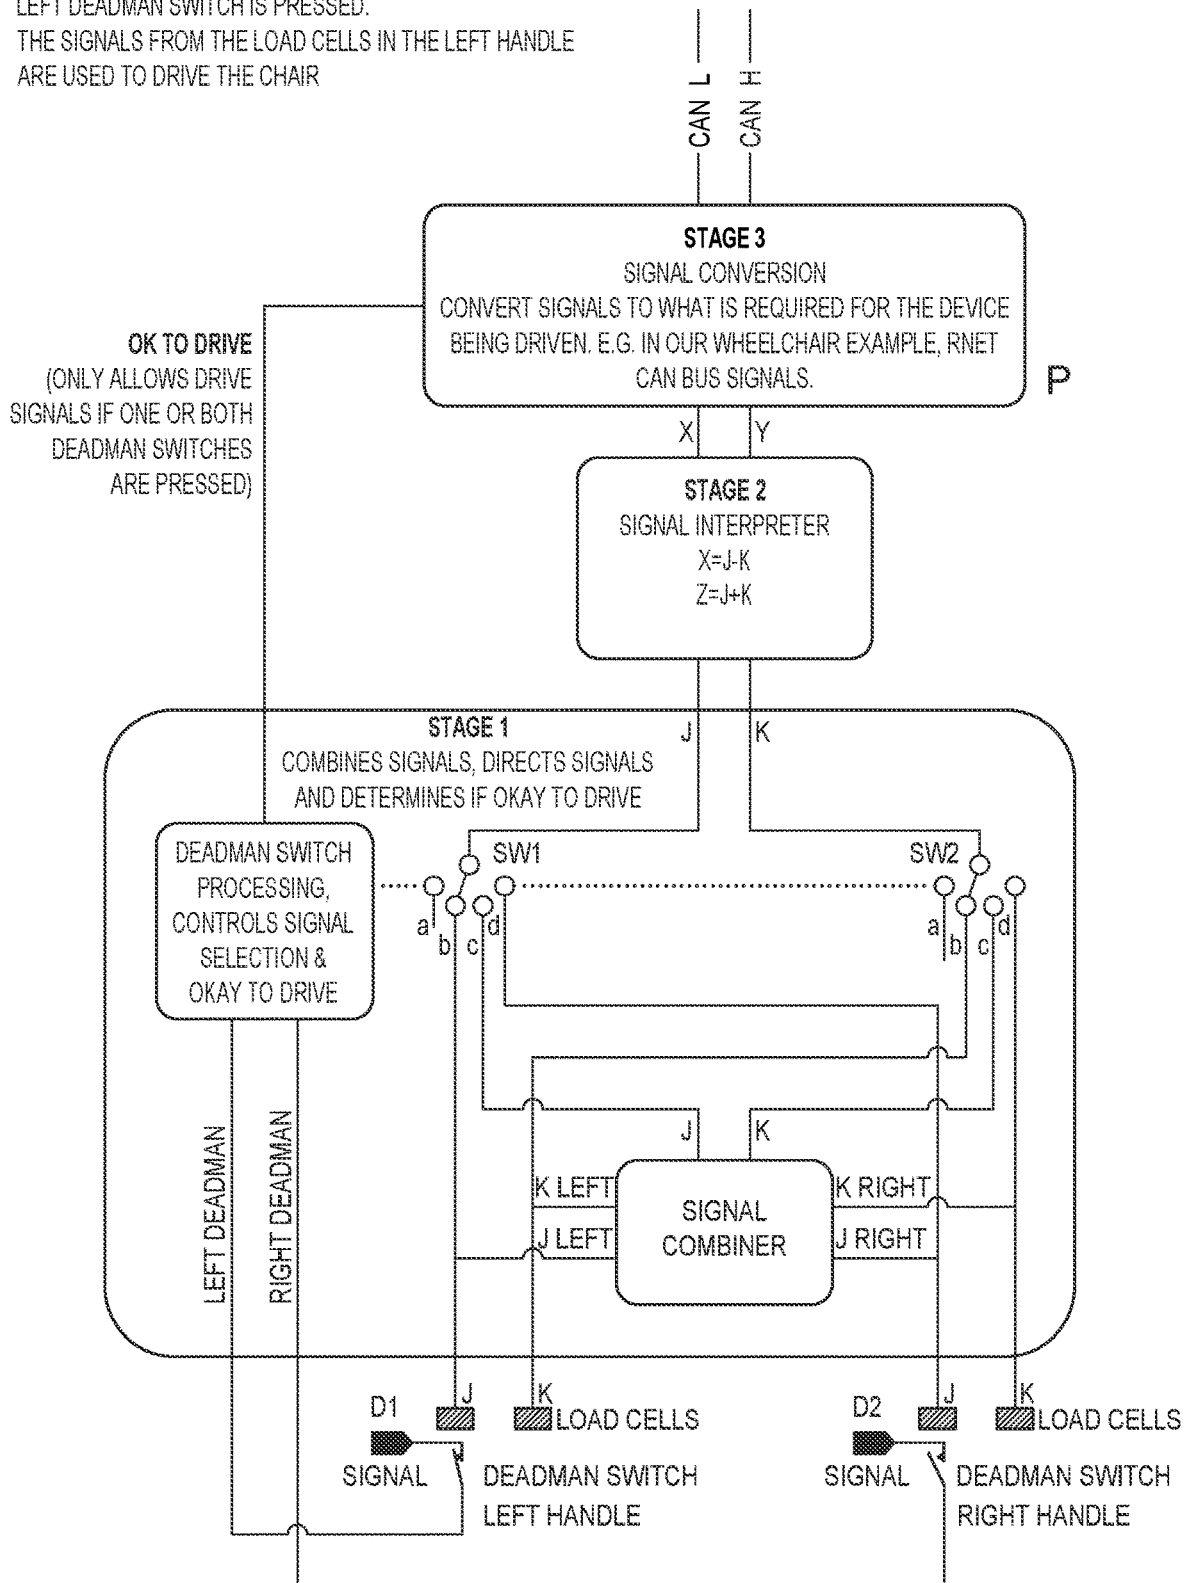 LEFT DEADMAN SWITCH IS PRESSED.
THE SIGNALS FROM THE LOAD CELLS IN THE LEFT HANDLE
ARE USED TO DRIVE THE CHAIR
CAN L
CAN H
STAGE 3
SIGNAL CONVERSION
CONVERT SIGNALS TO WHAT IS REQUIRED FOR THE DEVICE
BEING DRIVEN. E.G. IN OUR WHEELCHAIR EXAMPLE, RNET
CAN BUS SIGNALS.
P
OK TO DRIVE
(ONLY ALLOWS DRIVE
SIGNALS IF ONE OR BOTH
DEADMAN SWITCHES
ARE PRESSED)
X
Y
STAGE 2
SIGNAL INTERPRETER
X=J-K
Z=J+K
STAGE 1
COMBINES SIGNALS, DIRECTS SIGNALS
AND DETERMINES IF OKAY TO DRIVE
J
K
DEADMAN SWITCH
PROCESSING,
CONTROLS SIGNAL
SELECTION &
OKAY TO DRIVE
SW1
a
b
c
d
SW2
a
b
c
d
LEFT DEADMAN
RIGHT DEADMAN
J
K
K LEFT
J LEFT
SIGNAL
COMBINER
K RIGHT
J RIGHT
D1
J
K
LOAD CELLS
SIGNAL
DEADMAN SWITCH
LEFT HANDLE
D2
J
K
LOAD CELLS
SIGNAL
DEADMAN SWITCH
RIGHT HANDLE